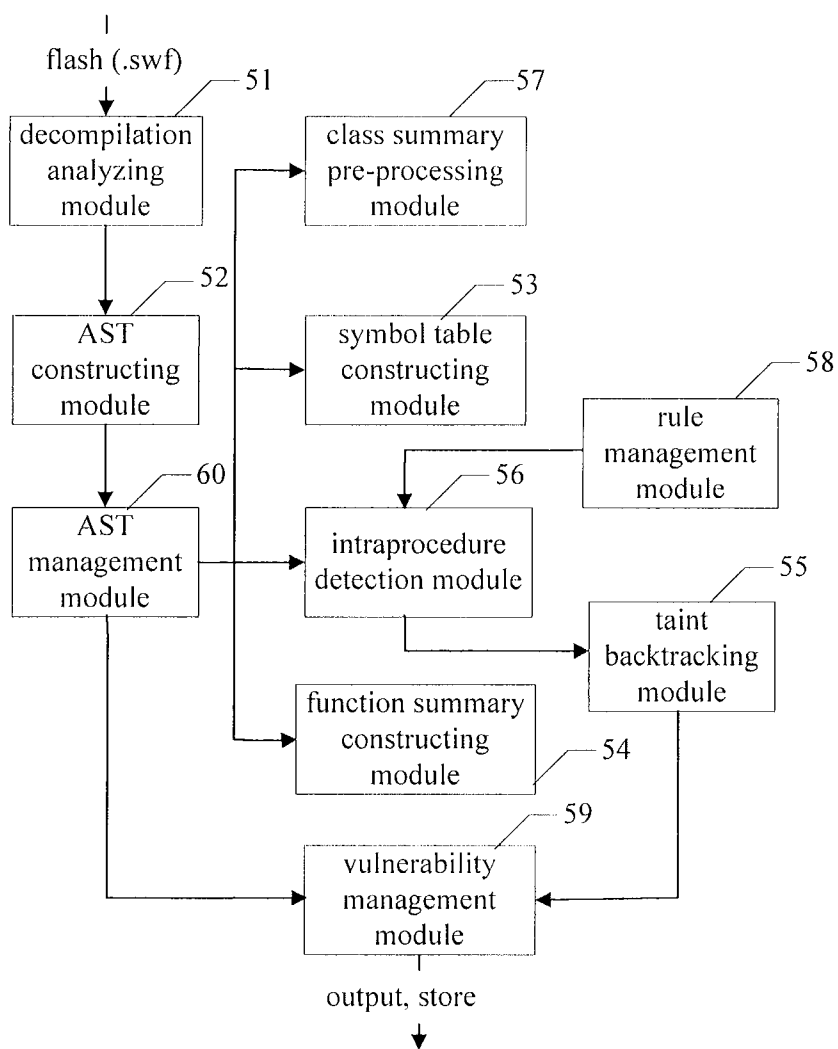 flash (.swf)
51
decompilation
analyzing
module
57
class summary
pre-processing
module
52
AST
constructing
module
53
symbol table
constructing
module
58
rule
management
module
60
AST
management
module
56
intraprocedure
detection module
55
taint
backtracking
module
function summary
constructing
module
54
59
vulnerability
management
module
output, store